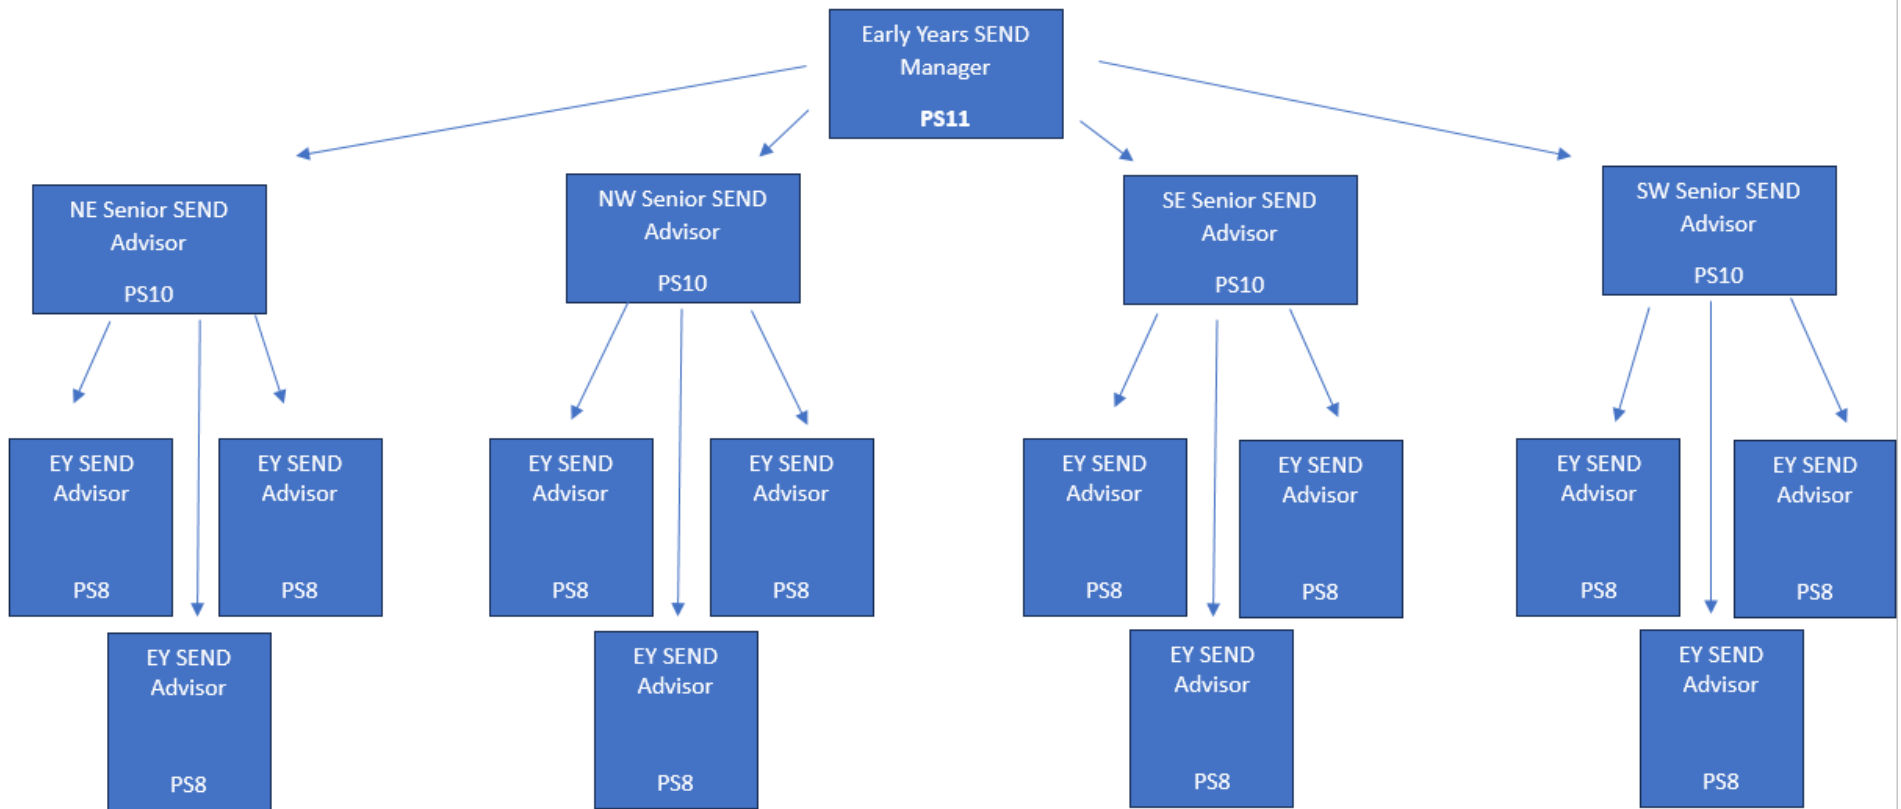 Early Years SEND
Manager
PS11
NE Senior SEND
Advisor
PS10
NW Senior SEND
Advisor
PS10
SE Senior SEND
Advisor
PS10
SW Senior SEND
Advisor
PS10
EY SEND
Advisor
PS8
EY SEND
Advisor
PS8
EY SEND
Advisor
PS8
EY SEND
Advisor
PS8
EY SEND
Advisor
PS8
EY SEND
Advisor
PS8
EY SEND
Advisor
PS8
EY SEND
Advisor
PS8
EY SEND
Advisor
PS8
EY SEND
Advisor
PS8
EY SEND
Advisor
PS8
EY SEND
Advisor
PS8